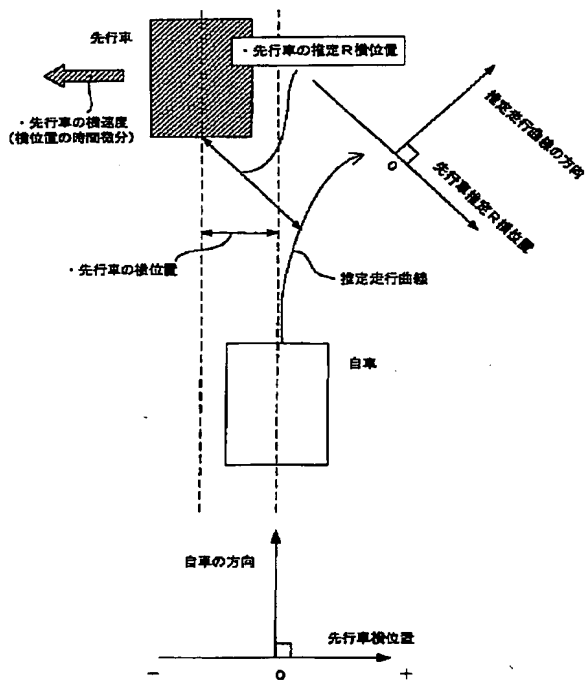 先行車
・先行車の推定R横位置
・先行車の横速度
(横位置の時間微分)
推定走行曲線の方向
O
先行車推定R横位置
・先行車の横位置
推定走行曲線
自車
自車の方向
先行車横位置
−
O
+